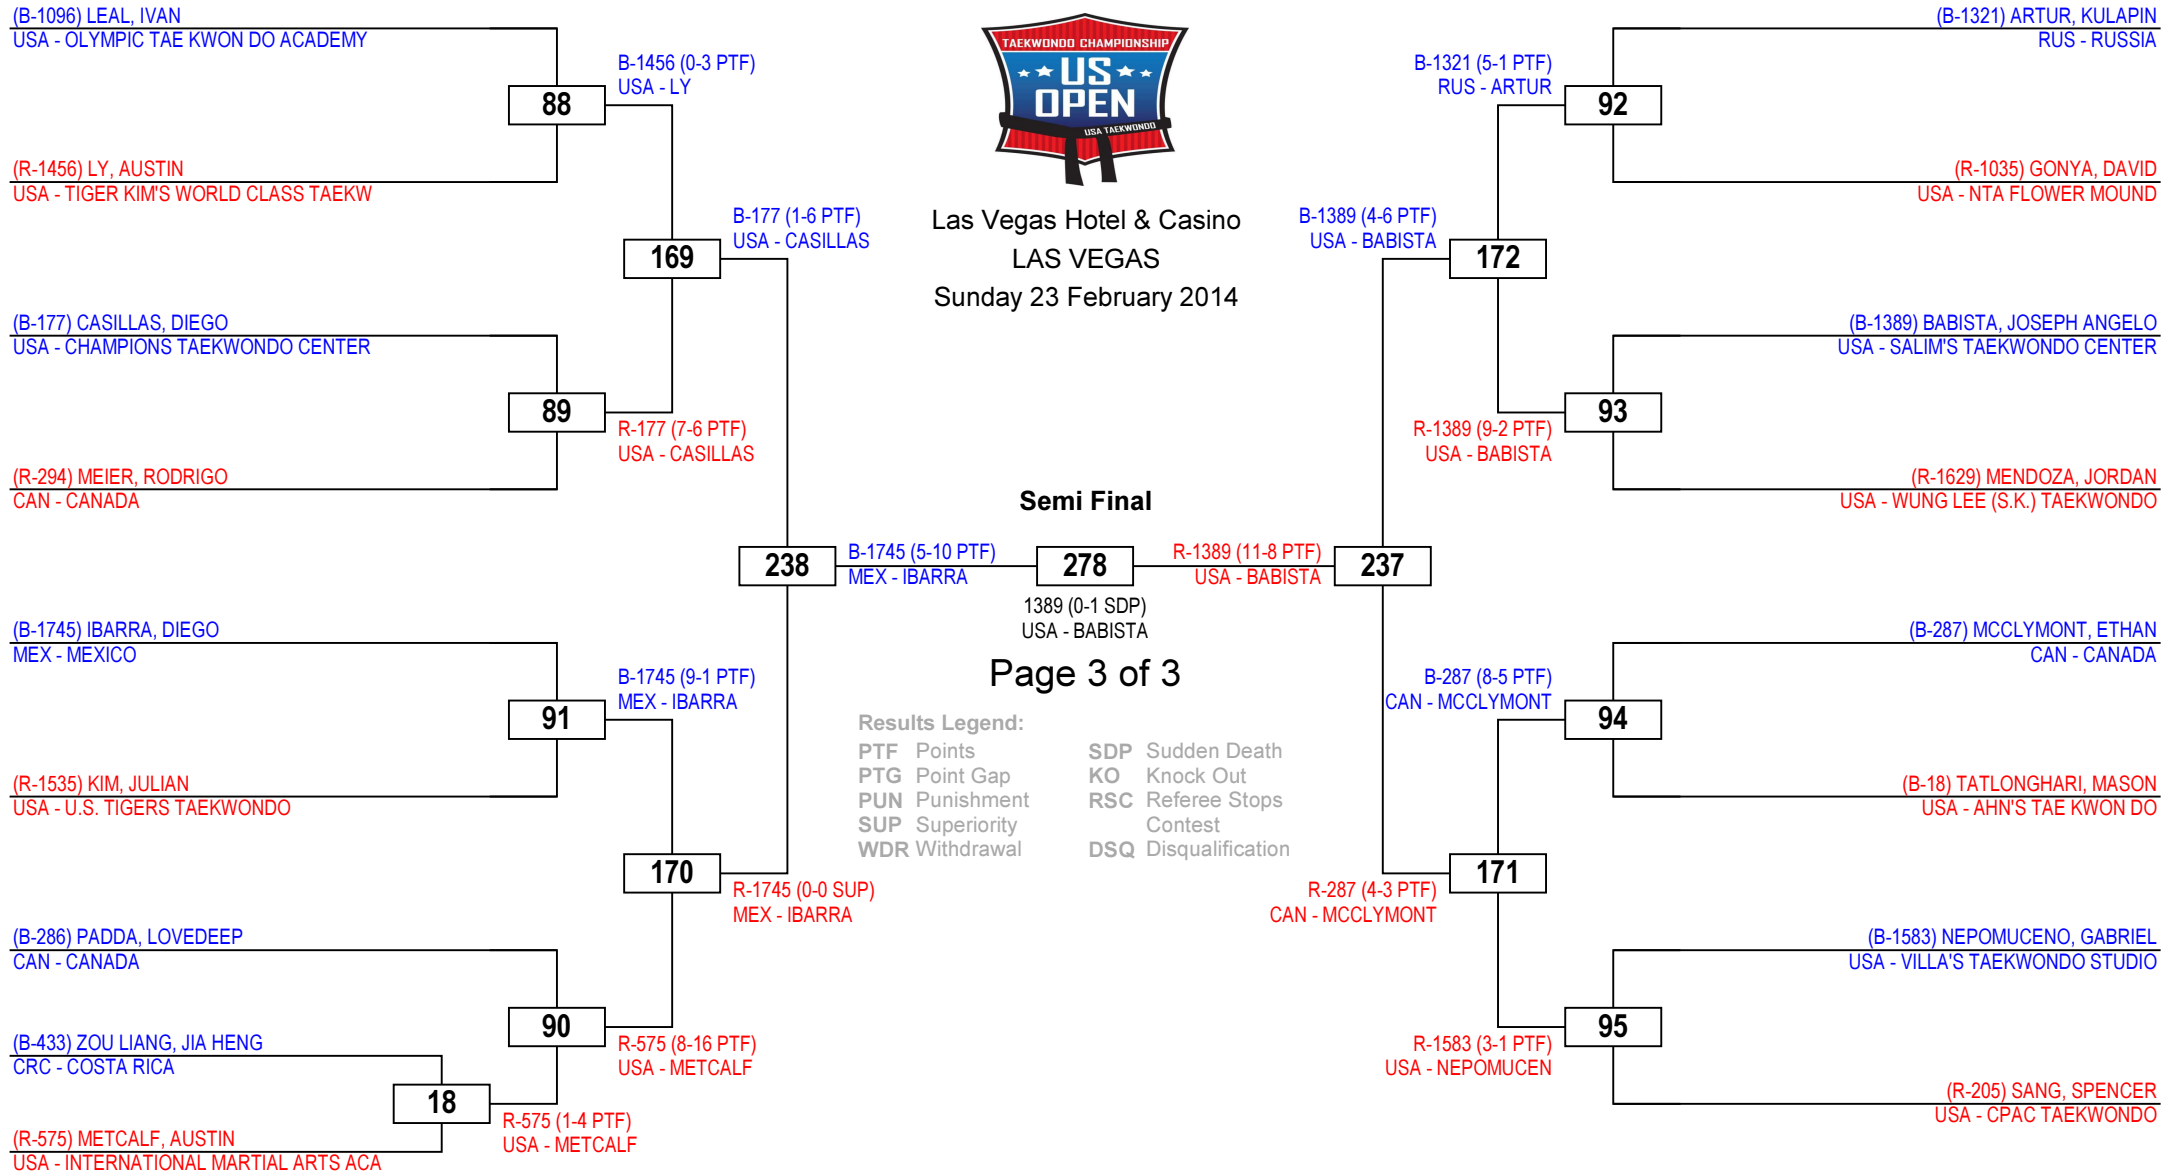 (B-1096) LEAL, IVAN
USA - OLYMPIC TAE KWON DO ACADEMY
B-1456 (0-3 PTF)
USA - LY
88
(R-1456) LY, AUSTIN
USA - TIGER KIM'S WORLD CLASS TAEKW
B-177 (1-6 PTF)
USA - CASILLAS
169
(B-177) CASILLAS, DIEGO
USA - CHAMPIONS TAEKWONDO CENTER
89
R-177 (7-6 PTF)
USA - CASILLAS
(R-294) MEIER, RODRIGO
CAN - CANADA
238
B-1745 (5-10 PTF)
MEX - IBARRA
(B-1745) IBARRA, DIEGO
MEX - MEXICO
B-1745 (9-1 PTF)
MEX - IBARRA
91
(R-1535) KIM, JULIAN
USA - U.S. TIGERS TAEKWONDO
170
R-1745 (0-0 SUP)
MEX - IBARRA
(B-286) PADDA, LOVEDEEP
CAN - CANADA
90
R-575 (8-16 PTF)
USA - METCALF
(B-433) ZOU LIANG, JIA HENG
CRC - COSTA RICA
18
R-575 (1-4 PTF)
USA - METCALF
(R-575) METCALF, AUSTIN
USA - INTERNATIONAL MARTIAL ARTS ACA
TAEKWONDO CHAMPIONSHIP
US
OPEN
USA TAEKWONDO
Las Vegas Hotel & Casino
LAS VEGAS
Sunday 23 February 2014
Semi Final
278
1389 (0-1 SDP)
USA - BABISTA
Page 3 of 3
Results Legend:
PTF Points
PTG Point Gap
PUN Punishment
SUP Superiority
WDR Withdrawal
SDP Sudden Death
KO Knock Out
RSC Referee Stops
Contest
DSQ Disqualification
(B-1321) ARTUR, KULAPIN
RUS - RUSSIA
B-1321 (5-1 PTF)
RUS - ARTUR
92
(R-1035) GONYA, DAVID
USA - NTA FLOWER MOUND
B-1389 (4-6 PTF)
USA - BABISTA
172
(B-1389) BABISTA, JOSEPH ANGELO
USA - SALIM'S TAEKWONDO CENTER
93
R-1389 (9-2 PTF)
USA - BABISTA
(R-1629) MENDOZA, JORDAN
USA - WUNG LEE (S.K.) TAEKWONDO
R-1389 (11-8 PTF)
USA - BABISTA
237
(B-287) MCCLYMONT, ETHAN
CAN - CANADA
B-287 (8-5 PTF)
CAN - MCCLYMONT
94
(B-18) TATLONGHARI, MASON
USA - AHN'S TAE KWON DO
171
R-287 (4-3 PTF)
CAN - MCCLYMONT
(B-1583) NEPOMUCENO, GABRIEL
USA - VILLA'S TAEKWONDO STUDIO
95
R-1583 (3-1 PTF)
USA - NEPOMUCEN
(R-205) SANG, SPENCER
USA - CPAC TAEKWONDO